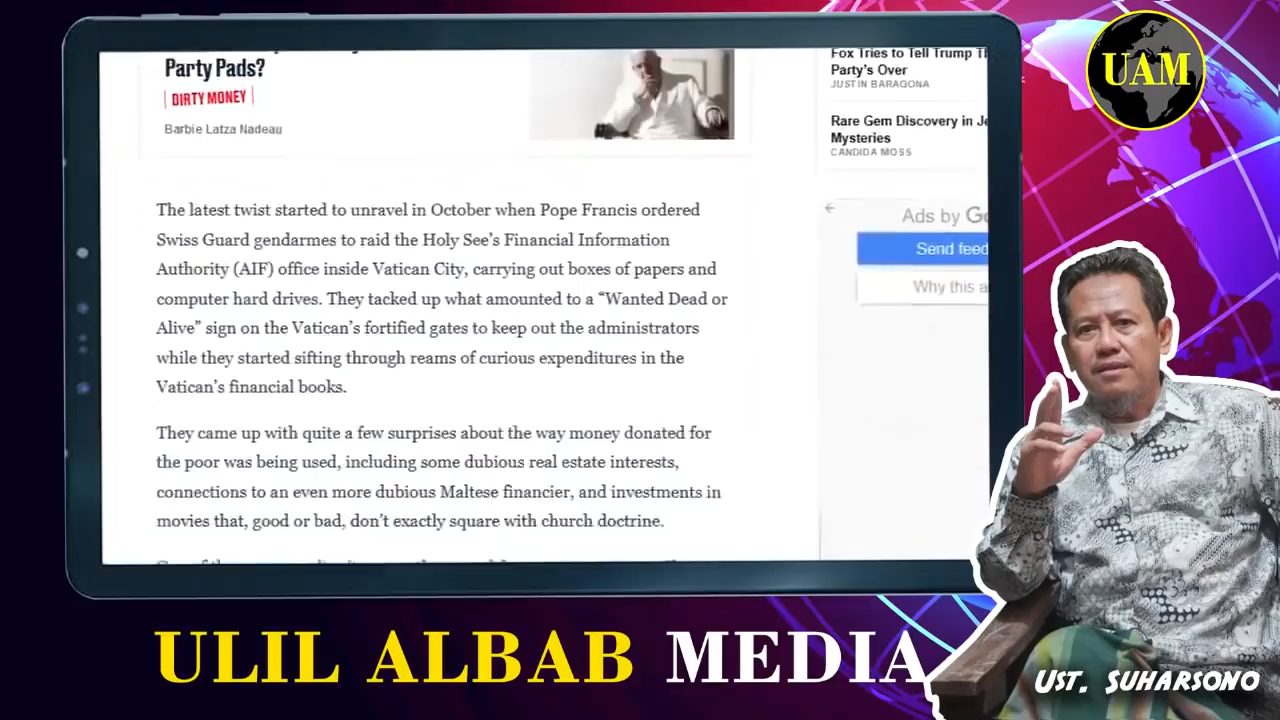 Party Pads?
DIRTY MONEY
Barbie Latza Nadeau
The latest twist started to unravel in October when Pope Francis ordered
Swiss Guard gendarmes to raid the Holy See’s Financial Information
Authority (AIF) office inside Vatican City, carrying out boxes of papers and
computer hard drives. They tacked up what amounted to a “Wanted Dead or
Alive” sign on the Vatican’s fortified gates to keep out the administrators
while they started sifting through reams of curious expenditures in the
Vatican’s financial books.
They came up with quite a few surprises about the way money donated for
the poor was being used, including some dubious real estate interests,
connections to an even more dubious Maltese financier, and investments in
movies that, good or bad, don’t exactly square with church doctrine.
Fox Tries to Tell Trump
Party’s Over
JUSTIN BARAGONA
Rare Gem Discovery in
Mysteries
CANDIDA MOSS
Ads by
Send
Why this
UAM
ULIL ALBAB MEDIA
UST. SUHARSONO